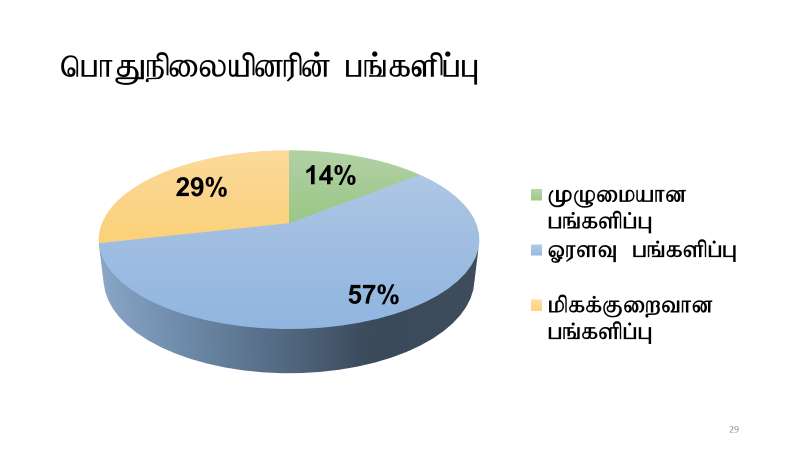 பொதுநிலையினரின் பங்களிப்பு
14%
29%
57%
முழுமையான
பங்களிப்பு
ஓரளவு பங்களிப்பு
மிகக்குறைவான
பங்களிப்பு
29